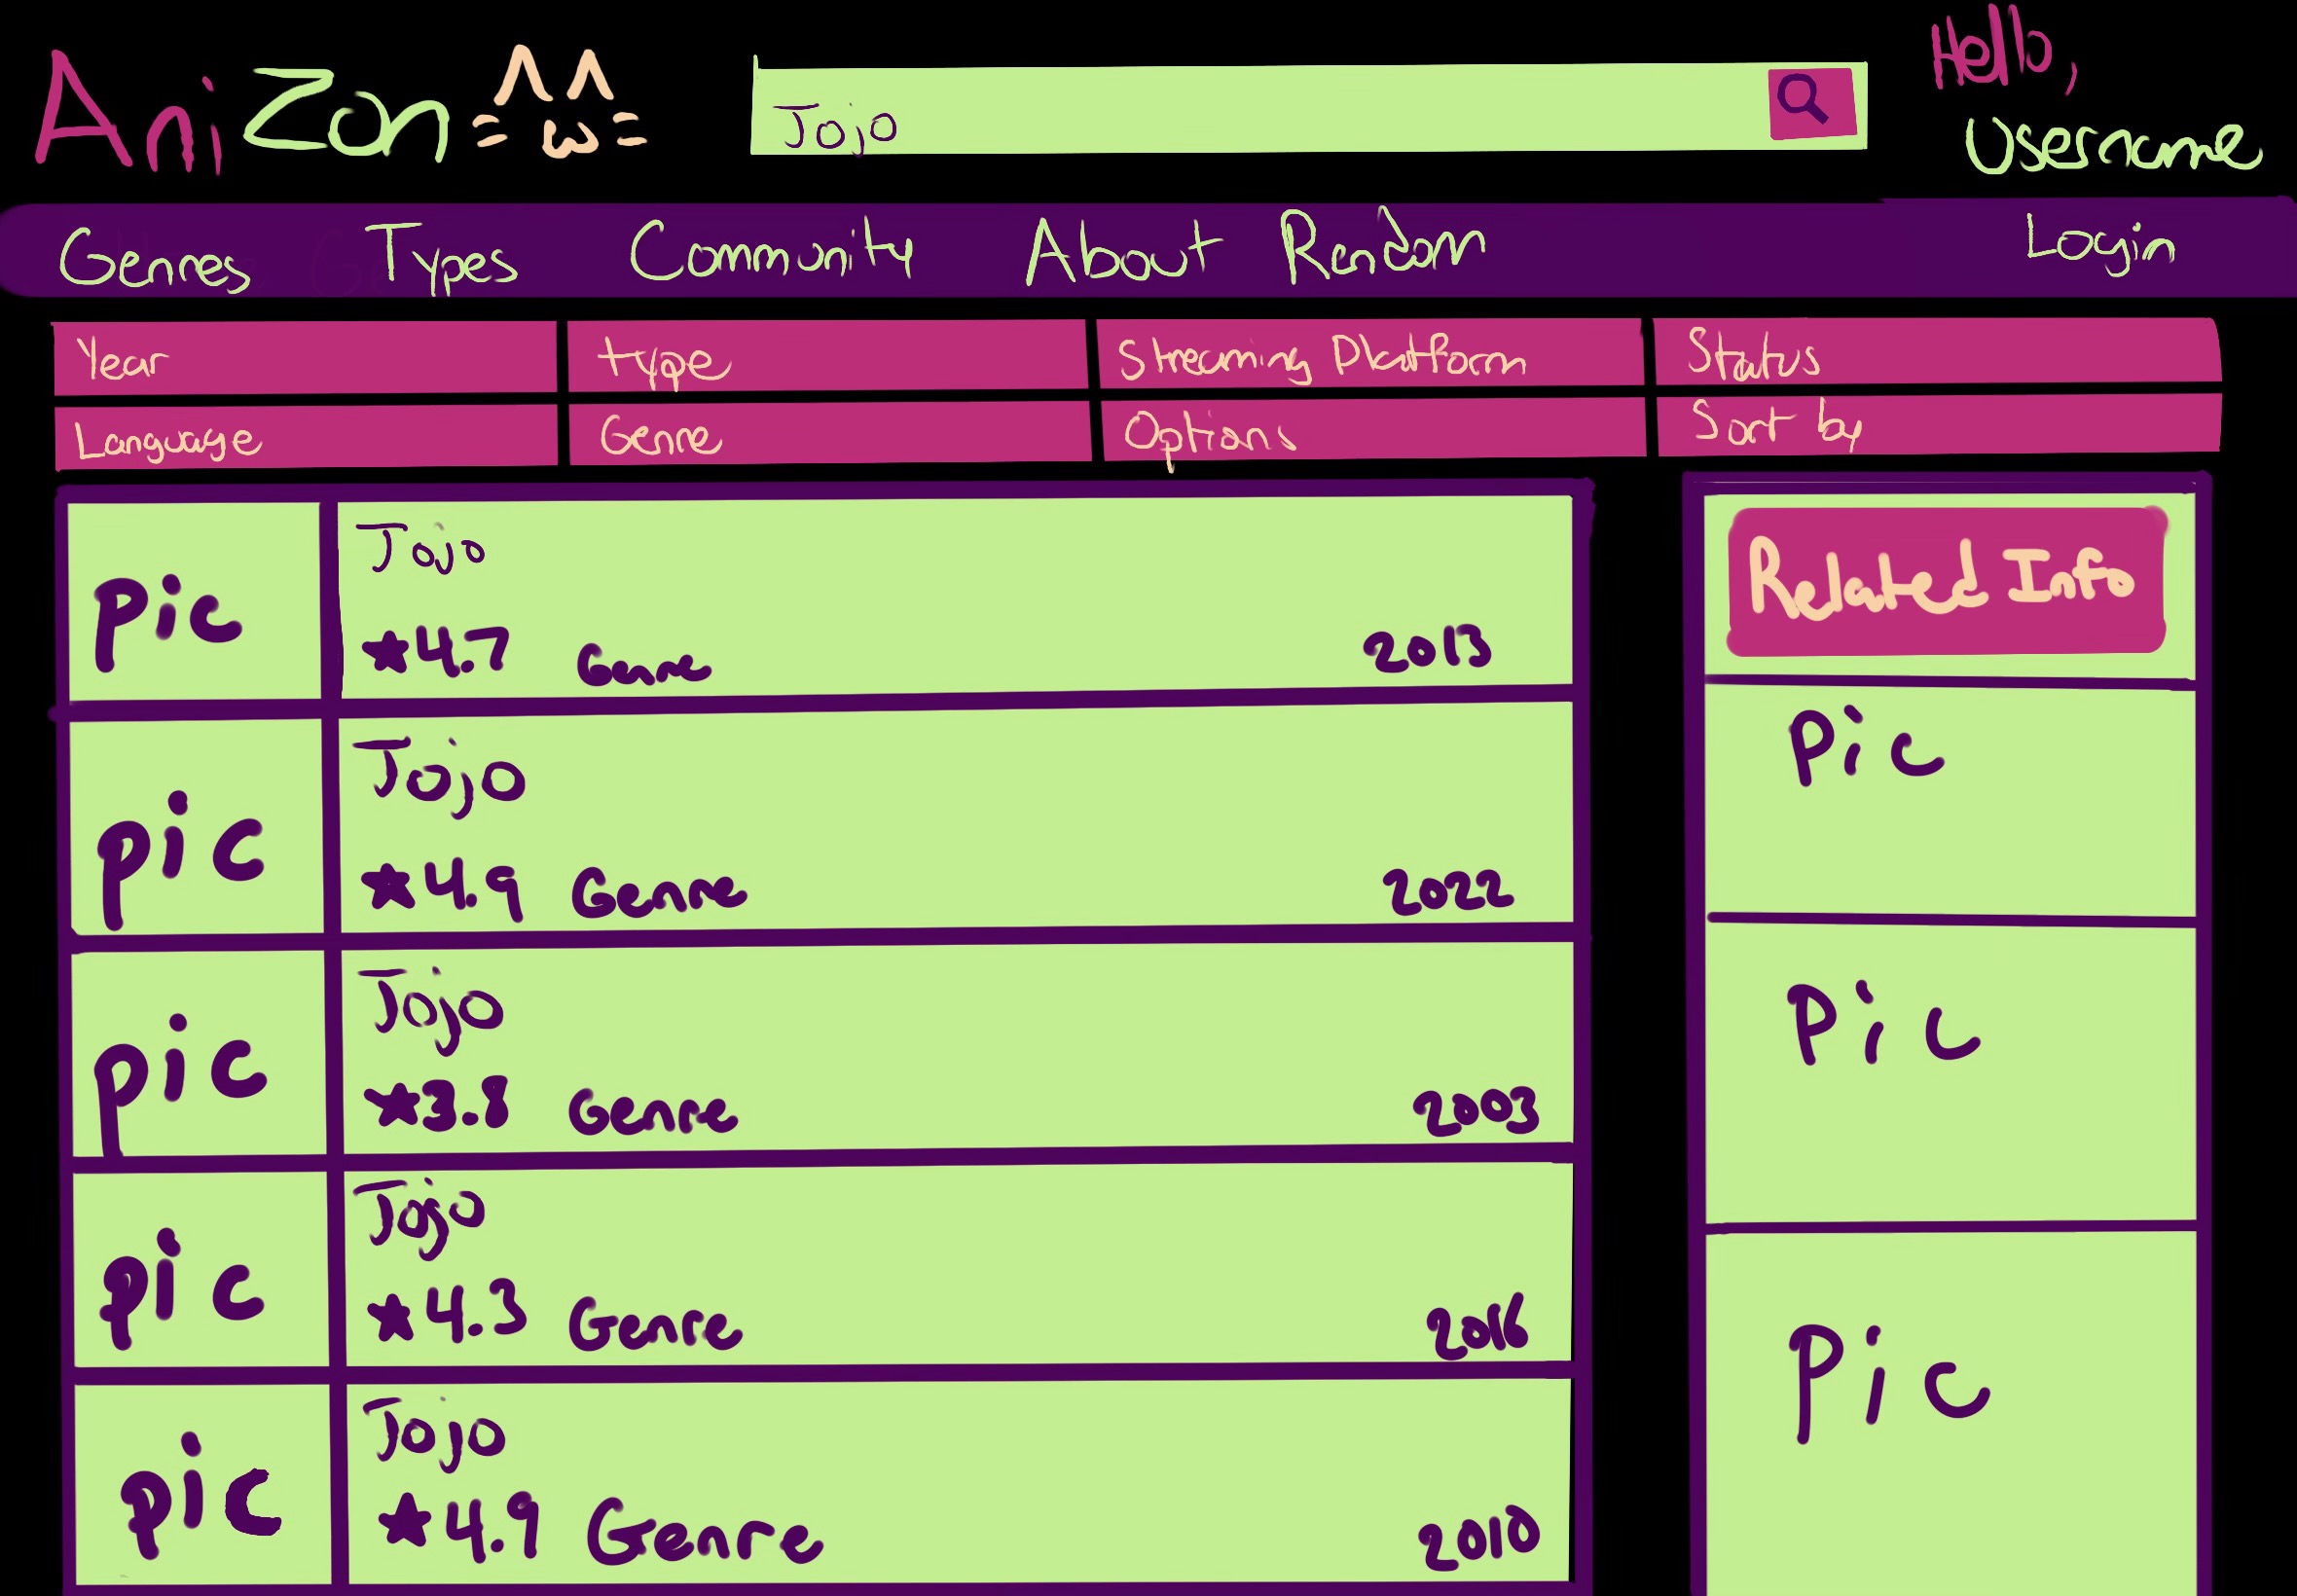 AniZon
Jojo
Hello,
Username
Genres Types Community About Random Login
Year type Streaming Platform Status
Language Genre Options Sort by
pic
Jojo
★4.7 Genre 2013
pic
Jojo
★4.9 Genre 2022
pic
Jojo
★3.8 Genre 2003
pic
Jojo
★4.3 Genre 2016
pic
Jojo
★4.9 Genre 2010
Related Info
Pic
Pic
Pic